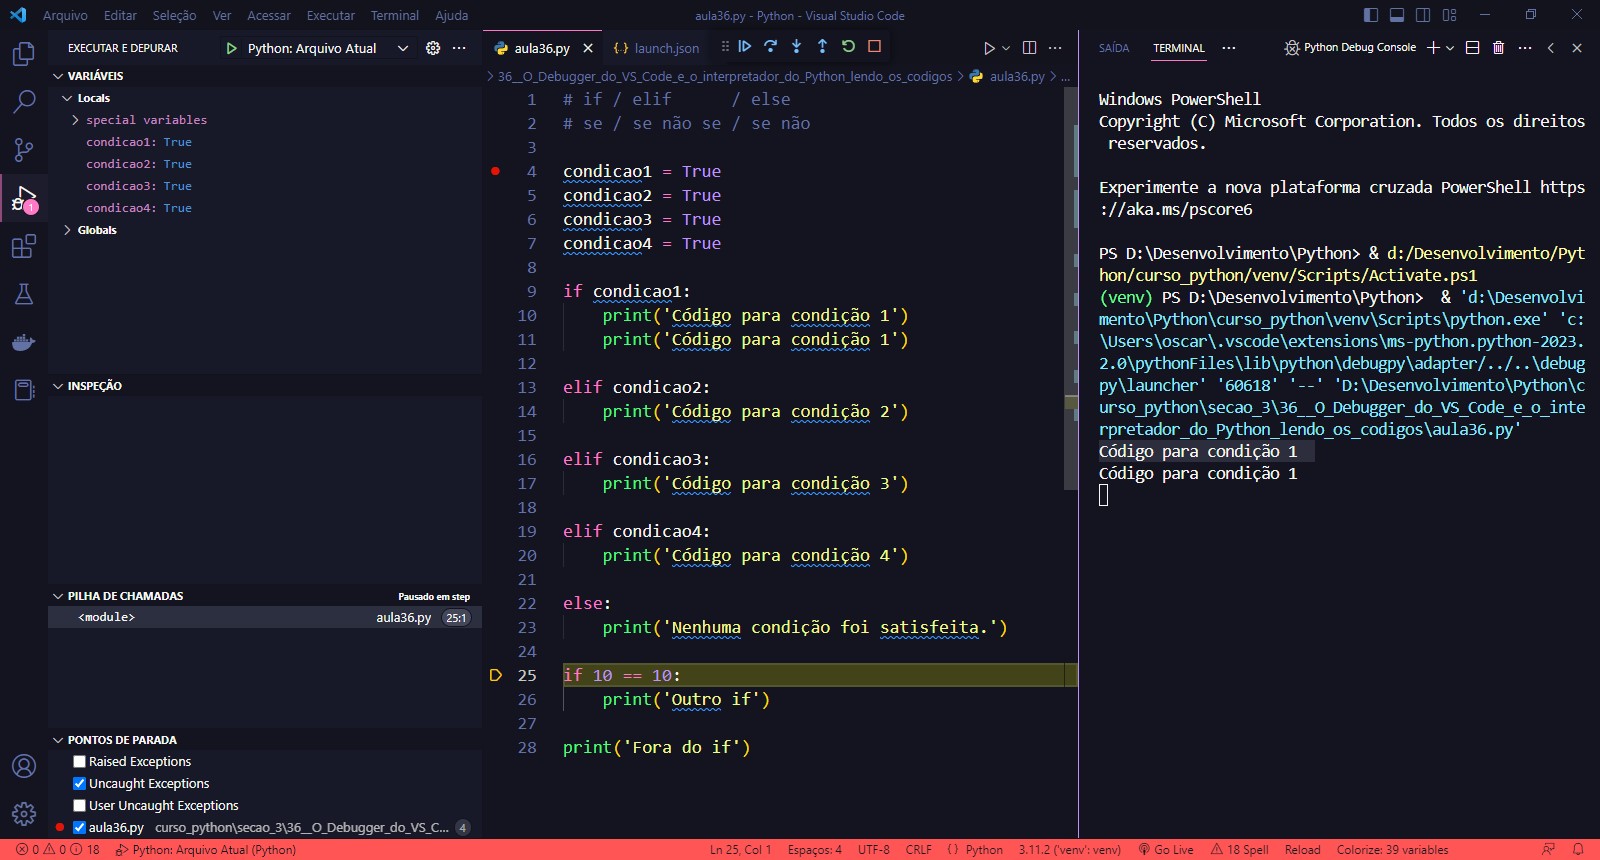 Arquivo Editar Seleção Ver Acessar Executar Terminal Ajuda
aula36.py - Python - Visual Studio Code
EXECUTAR E DEPURAR
Python: Arquivo Atual
VARIÁVEIS
Locals
special variables
condicao1: True
condicao2: True
condicao3: True
condicao4: True
Globals
INSPEÇÃO
PILHA DE CHAMADAS
Pausado em step
<module>
aula36.py 25:1
PONTOS DE PARADA
Raised Exceptions
Uncaught Exceptions
User Uncaught Exceptions
aula36.py curso_python\secao_3\36__O_Debugger_do_VS_C... 4
1
aula36.py
launch.json
36__O_Debugger_do_VS_Code_e_o_interpretador_do_Python_lendo_os_codigos > aula36.py > ...
1 # if / elif      / else
2 # se / se não se / se não
3
4 condicao1 = True
5 condicao2 = True
6 condicao3 = True
7 condicao4 = True
8
9 if condicao1:
10     print('Código para condição 1')
11     print('Código para condição 1')
12
13 elif condicao2:
14     print('Código para condição 2')
15
16 elif condicao3:
17     print('Código para condição 3')
18
19 elif condicao4:
20     print('Código para condição 4')
21
22 else:
23     print('Nenhuma condição foi satisfeita.')
24
25 if 10 == 10:
26     print('Outro if')
27
28 print('Fora do if')
SAÍDA TERMINAL ...
Python Debug Console
Windows PowerShell
Copyright (C) Microsoft Corporation. Todos os direitos
 reservados.
Experimente a nova plataforma cruzada PowerShell https
://aka.ms/pscore6
PS D:\Desenvolvimento\Python> & d:/Desenvolvimento/Pyt
hon/curso_python/venv/Scripts/Activate.ps1
(venv) PS D:\Desenvolvimento\Python>  & 'd:\Desenvolvi
mento\Python\curso_python\venv\Scripts\python.exe' 'c:
\Users\oscar\.vscode\extensions\ms-python.python-2023.
2.0\pythonFiles\lib\python\debugpy\adapter/../..\debug
py\launcher' '60618' '--' 'D:\Desenvolvimento\Python\c
urso_python\secao_3\36__O_Debugger_do_VS_Code_e_o_inte
rpretador_do_Python_lendo_os_codigos\aula36.py'
Código para condição 1
Código para condição 1
0 0 18 Python: Arquivo Atual (Python)
Ln 25, Col 1 Espaços: 4 UTF-8 CRLF Python 3.11.2 ('venv': venv) Go Live 18 Spell Reload Colorize: 39 variables